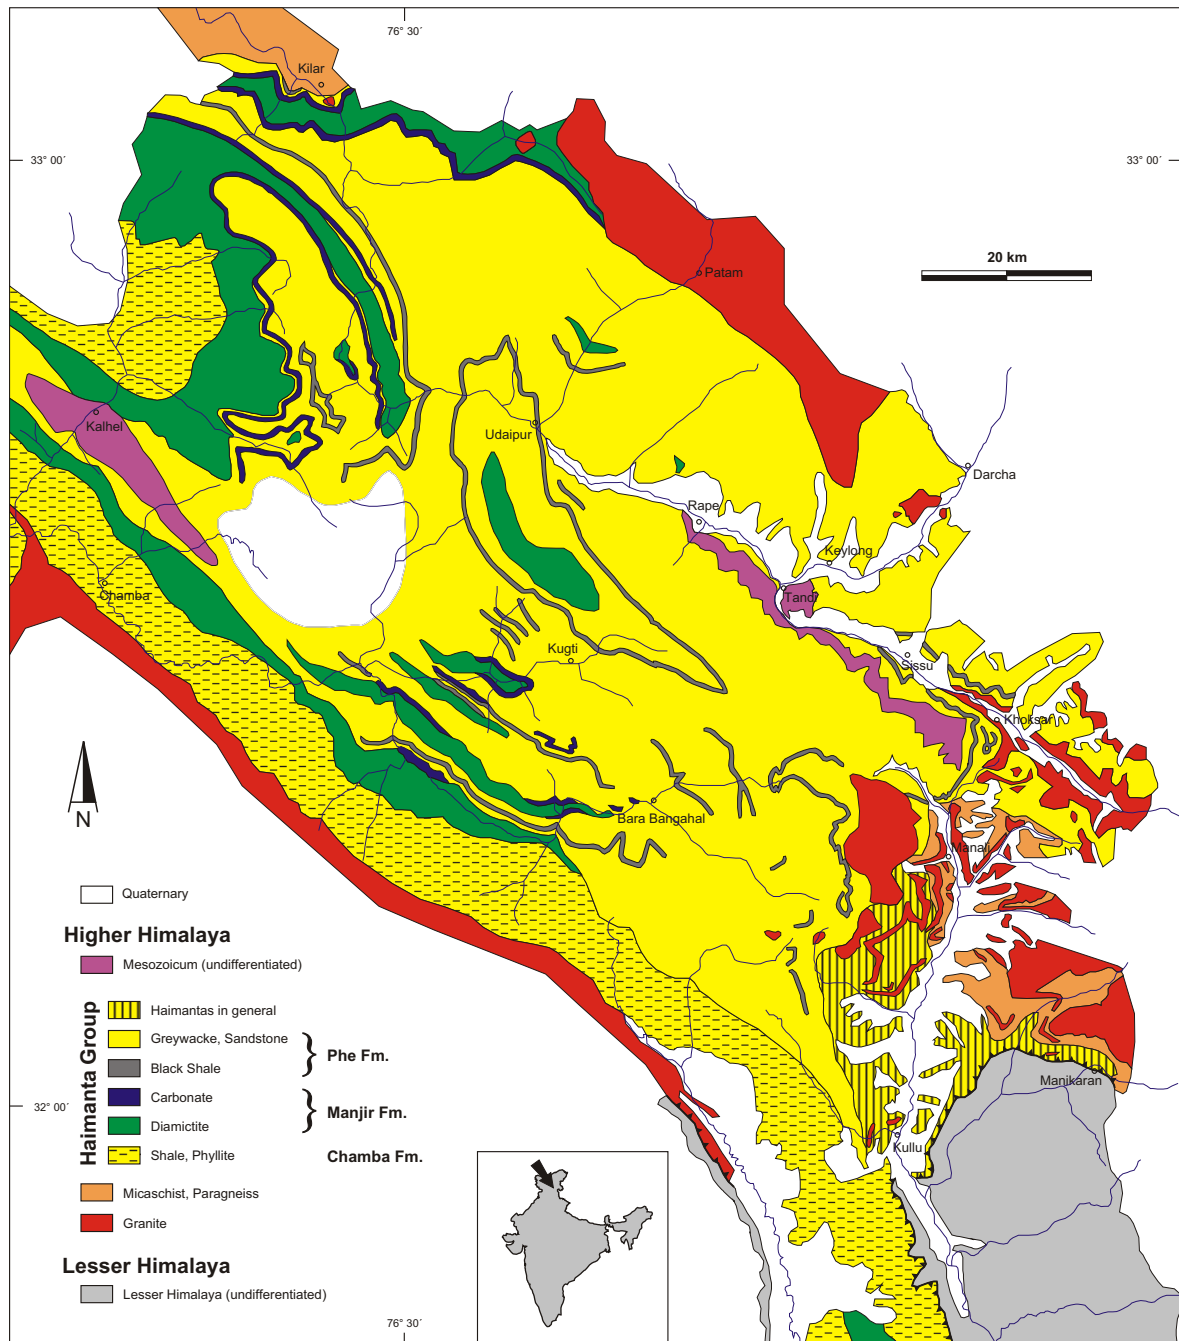 76° 30´
Kilar
33° 00´
33° 00´
20 km
Patam
Kalhel
Udaipur
Darcha
Rape
Keylong
Chamba
Tandi
Kugti
Sissu
Khoksar
N
Bara Bangahal
Manali
Quaternary
Higher Himalaya
Mesozoicum (undifferentiated)
Haimanta Group
Haimantas in general
Greywacke, Sandstone
Phe Fm.
Black Shale
Manikaran
Carbonate
32° 00´
Manjir Fm.
Diamictite
Kullu
Shale, Phyllite
Chamba Fm.
Micaschist, Paragneiss
Granite
Lesser Himalaya
Lesser Himalaya (undifferentiated)
76° 30´